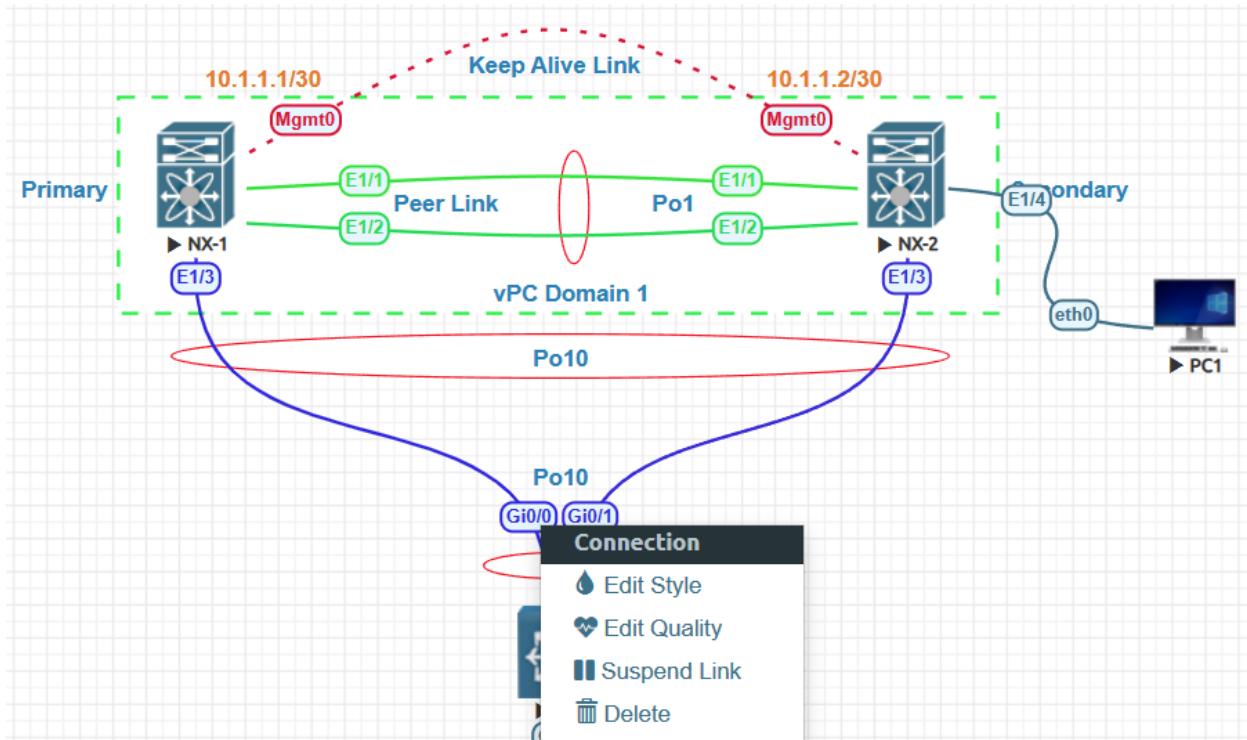 Keep Alive Link
10.1.1.1/30
10.1.1.2/30
Mgmt0
Mgmt0
Primary
E1/1
E1/1
Peer Link
Po1
E1/4
E1/2
E1/2
NX-1
NX-2
E1/3
E1/3
vPC Domain 1
eth0
Po10
PC1
Po10
Gi0/0
Gi0/1
Connection
Edit Style
Edit Quality
Suspend Link
Delete